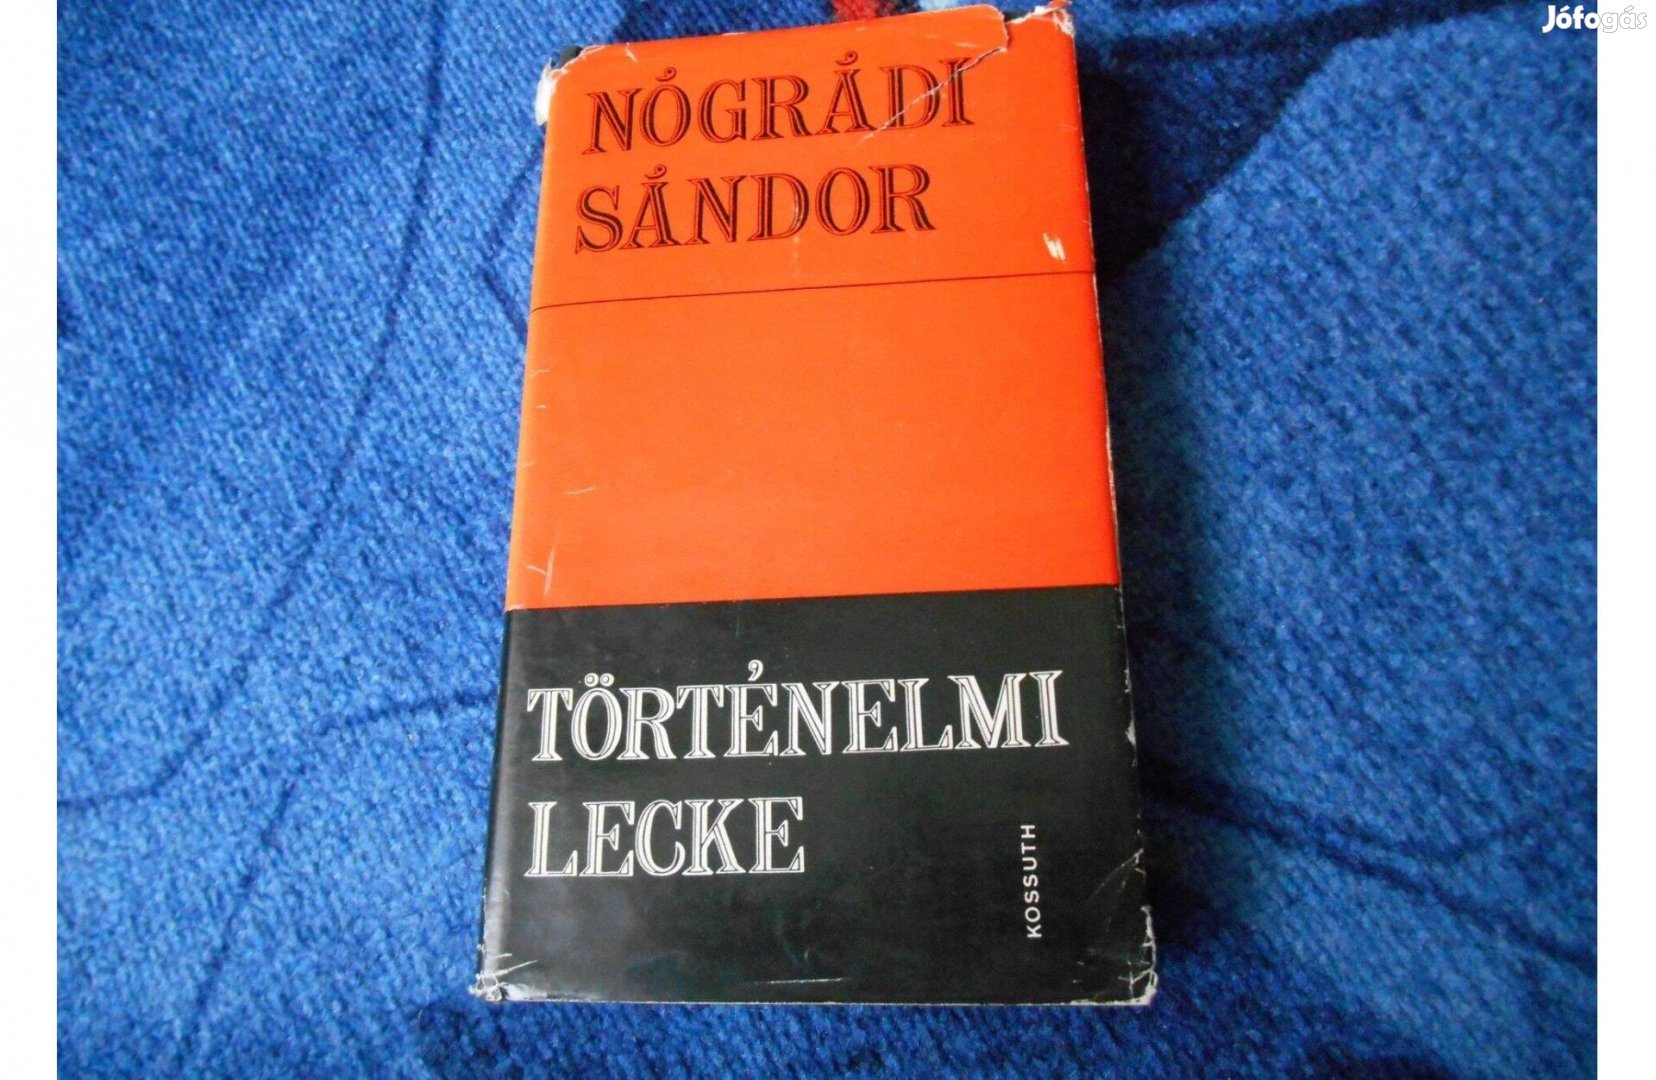 Jófogás
NÓGRÁDI
SÁNDOR
TÖRTÉNELMI
LECKE
KOSSUTH